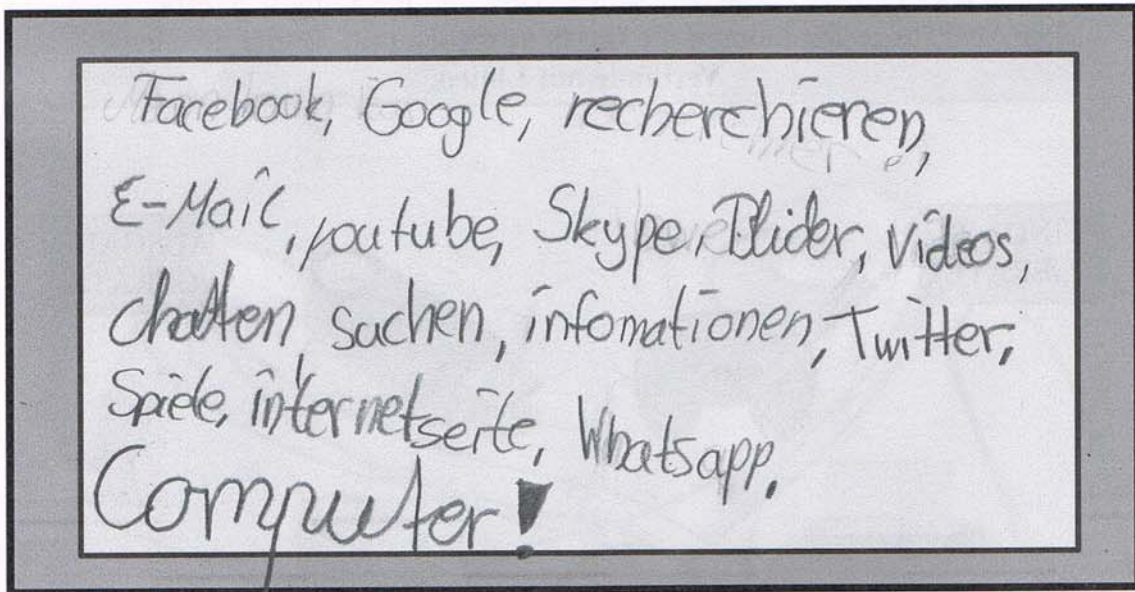 Facebook, Google, recherchieren,
E-Mail, youtube, Skype, Blider, Videos,
chatten, suchen, infomationen, Twitter,
Spiele, internetseite, Whatsapp,
Computer!